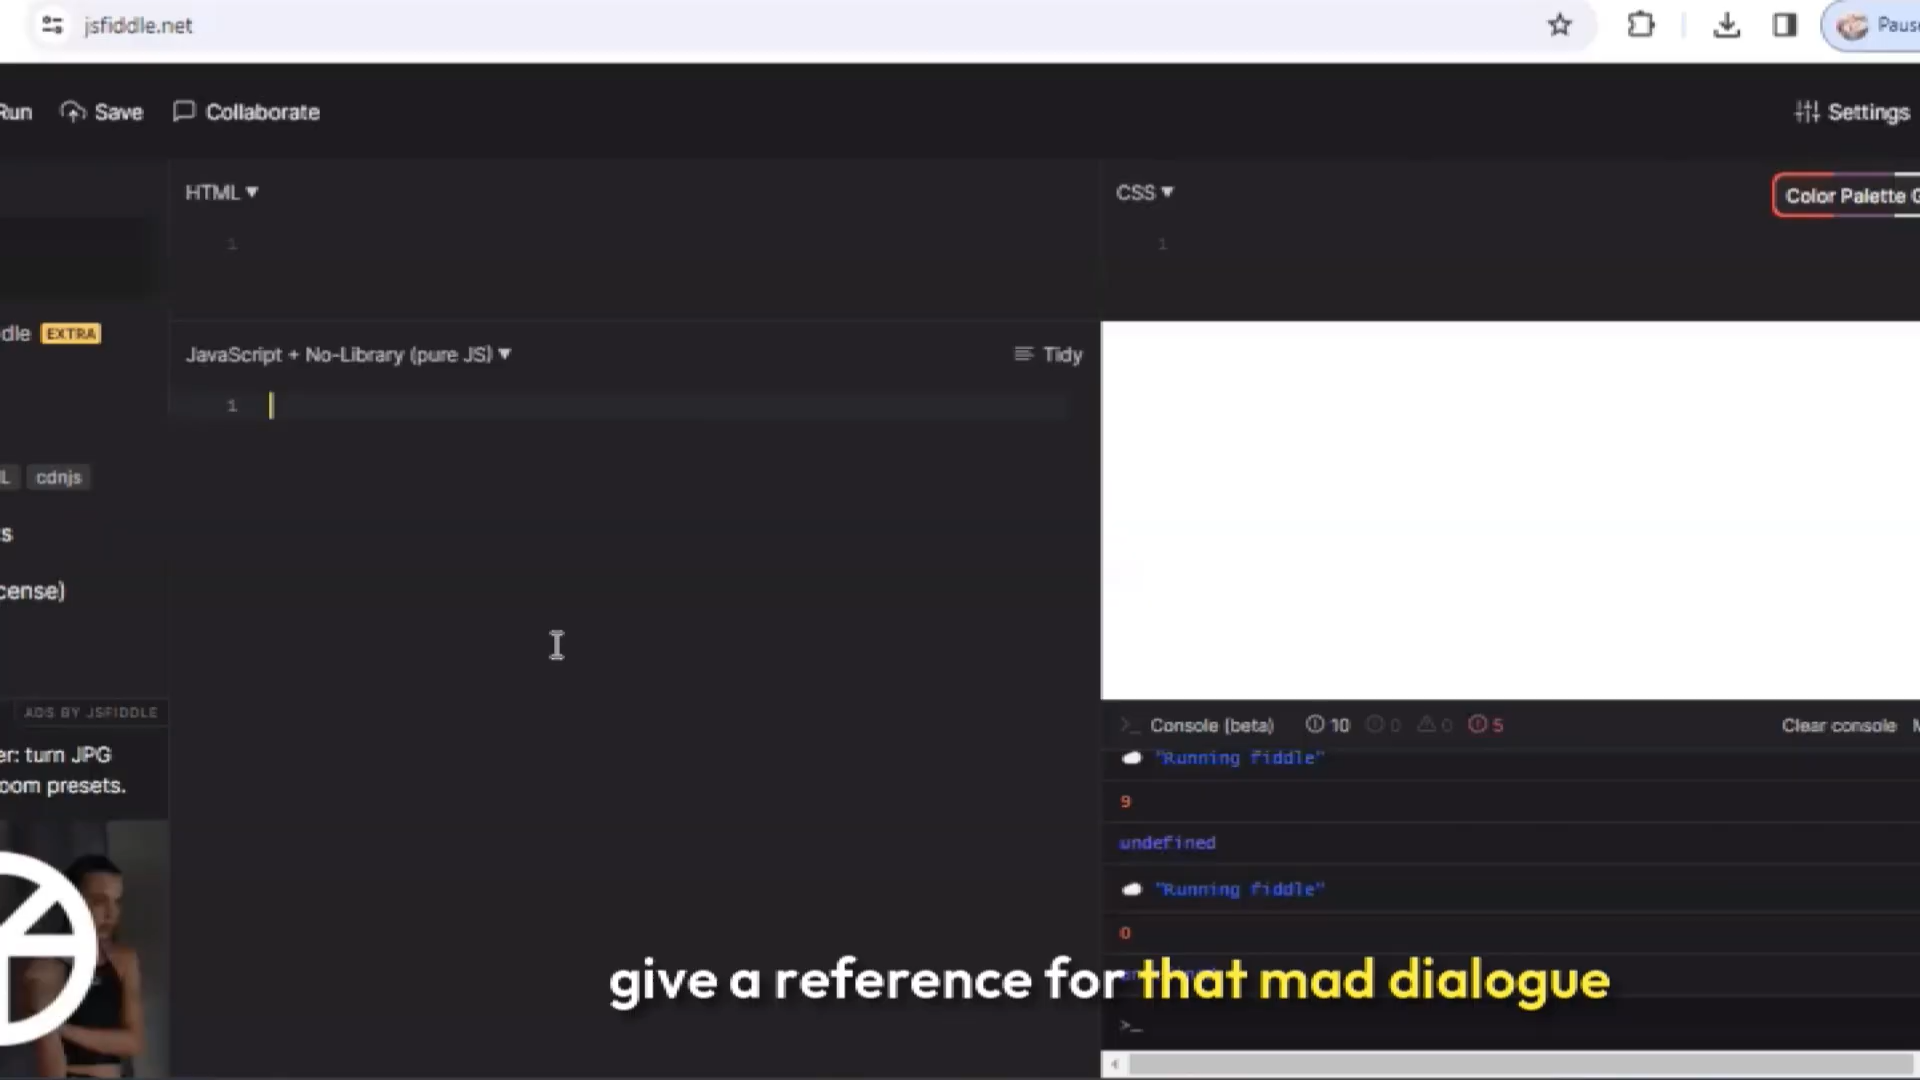 jsfiddle.net
Paus
Run
Save
Collaborate
Settings
HTML
CSS
Color Palette G
1
1
dle EXTRA
JavaScript + No-Library (pure JS)
Tidy
1
L
cdnjs
s
cense)
ADS BY JSFIDDLE
er: turn JPG
oom presets.
>_ Console (beta)
10
0
0
5
Clear console
M
"Running fiddle"
9
undefined
"Running fiddle"
0
give a reference for that mad dialogue
>_